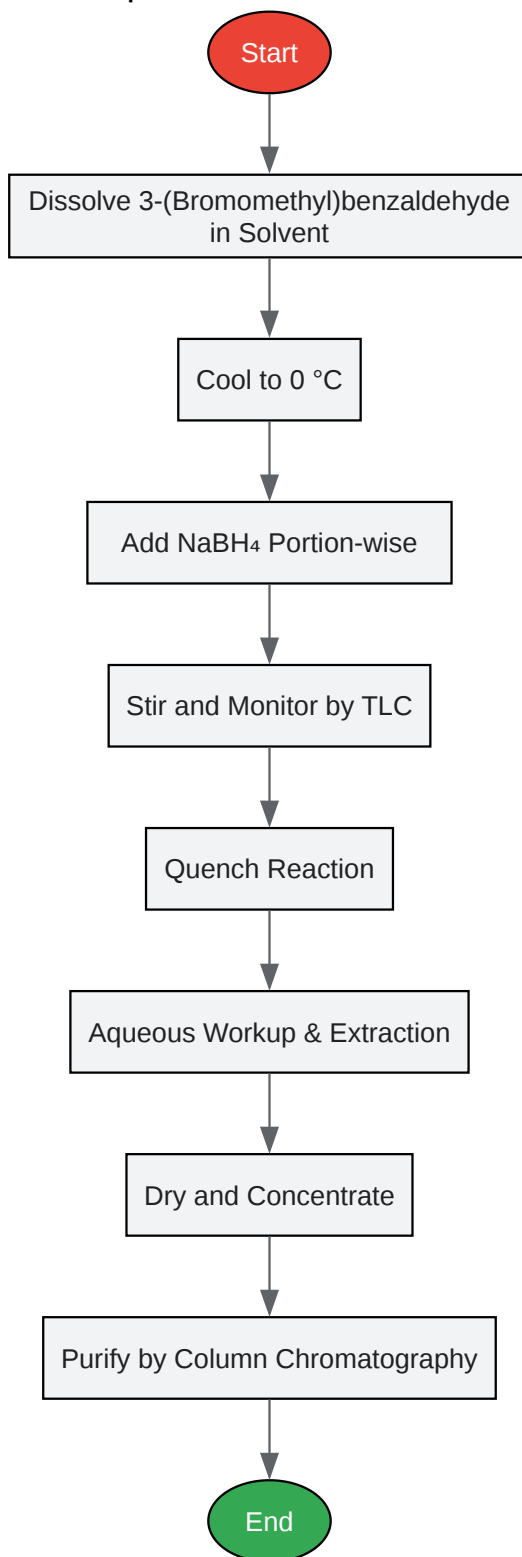 Start
Dissolve 3-(Bromomethyl)benzaldehyde
in Solvent
Cool to 0 °C
Add NaBH₄ Portion-wise
Stir and Monitor by TLC
Quench Reaction
Aqueous Workup & Extraction
Dry and Concentrate
Purify by Column Chromatography
End